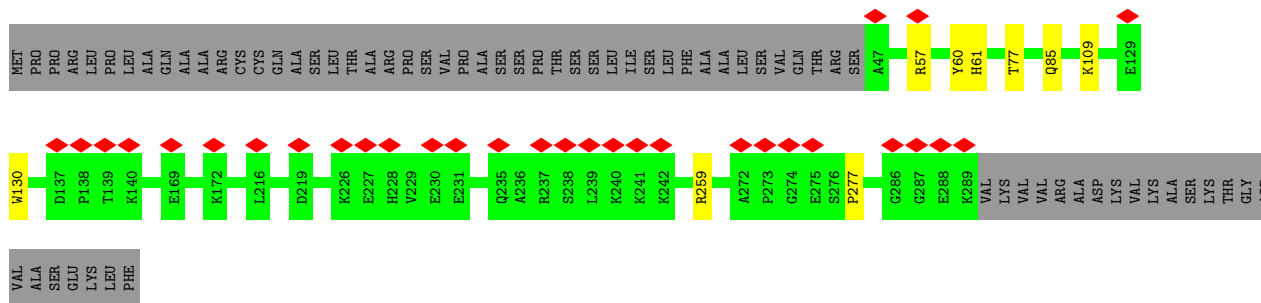 MET PRO PRO ARG LEU PRO LEU ALA GLN ALA ALA ARG CYS CYS GLN ALA SER LEU THR ALA ARG PRO SER VAL PRO ALA SER SER PRO THR SER SER LEU ILE SER LEU PHE ALA ALA LEU SER VAL GLN THR ARG SER A47 R57 Y60 H61 T77 Q85 K109 E129
W130 D137 P138 T139 K140 E169 K172 L216 D219 K226 E227 H228 V229 E230 E231 Q235 A236 R237 S238 L239 K240 K241 K242 R259 A272 P273 G274 E275 S276 P277 G286 G287 E288 K289 VAL LYS VAL VAL ARG ALA ASP LYS VAL LYS ALA SER LYS THR GLY
VAL ALA SER GLU LYS LEU PHE